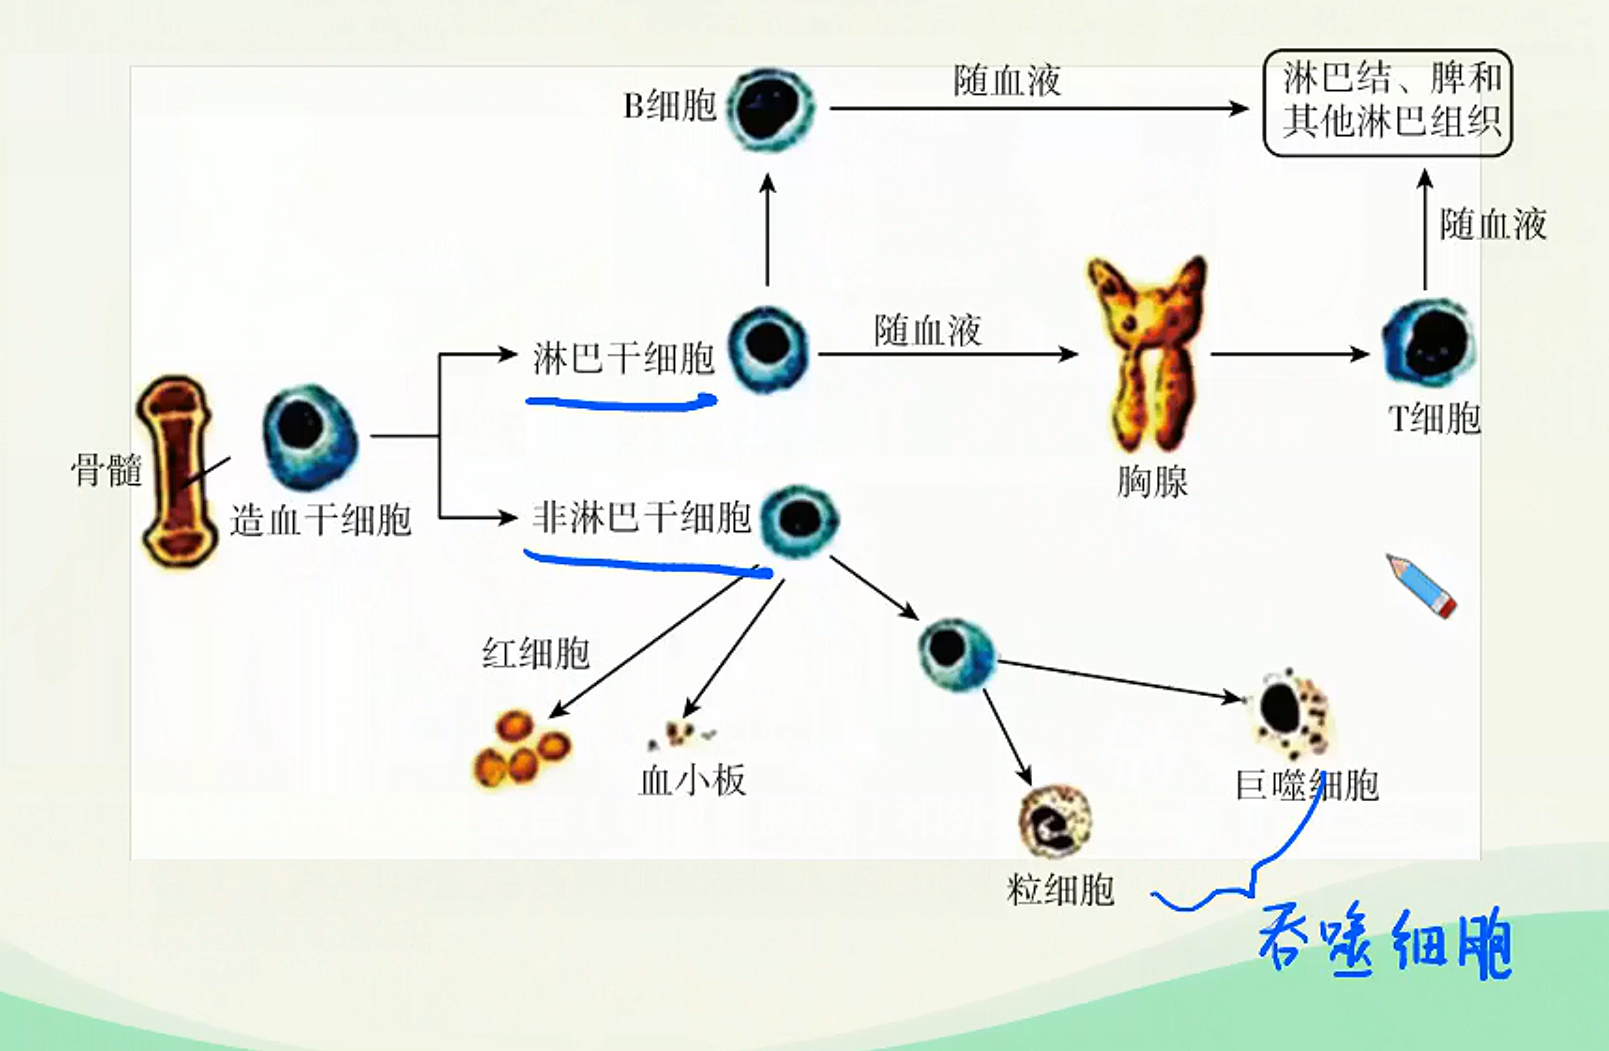 B细胞
随血液
淋巴结、脾和
其他淋巴组织
随血液
淋巴干细胞
随血液
T细胞
胸腺
骨髓
造血干细胞
非淋巴干细胞
红细胞
血小板
巨噬细胞
粒细胞
吞噬细胞